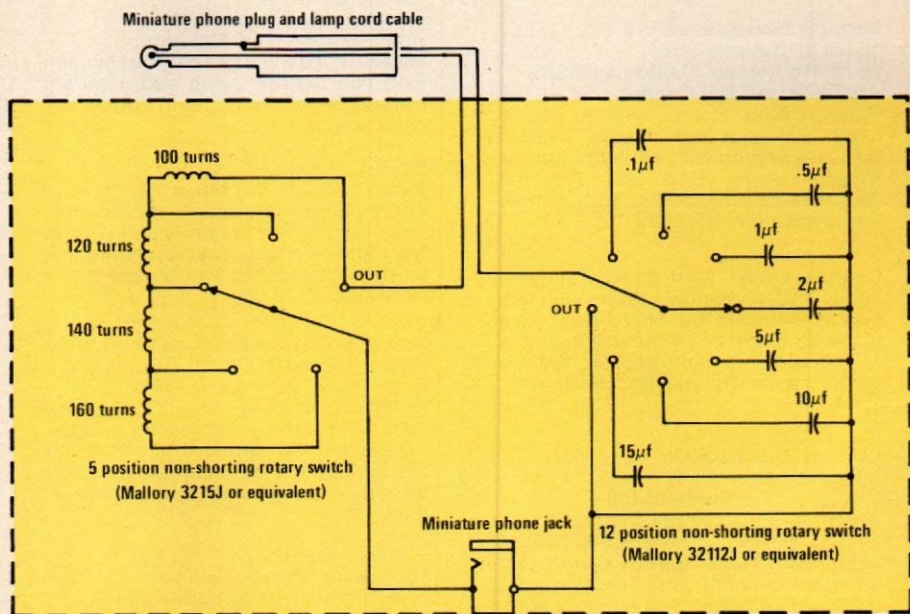 Miniature phone plug and lamp cord cable
100 turns
.1μf
.5μf
120 turns
1μf
OUT
2μf
OUT
140 turns
5μf
160 turns
10μf
15μf
5 position non-shorting rotary switch
(Mallory 3215J or equivalent)
Miniature phone jack
12 position non-shorting rotary switch
(Mallory 32112J or equivalent)